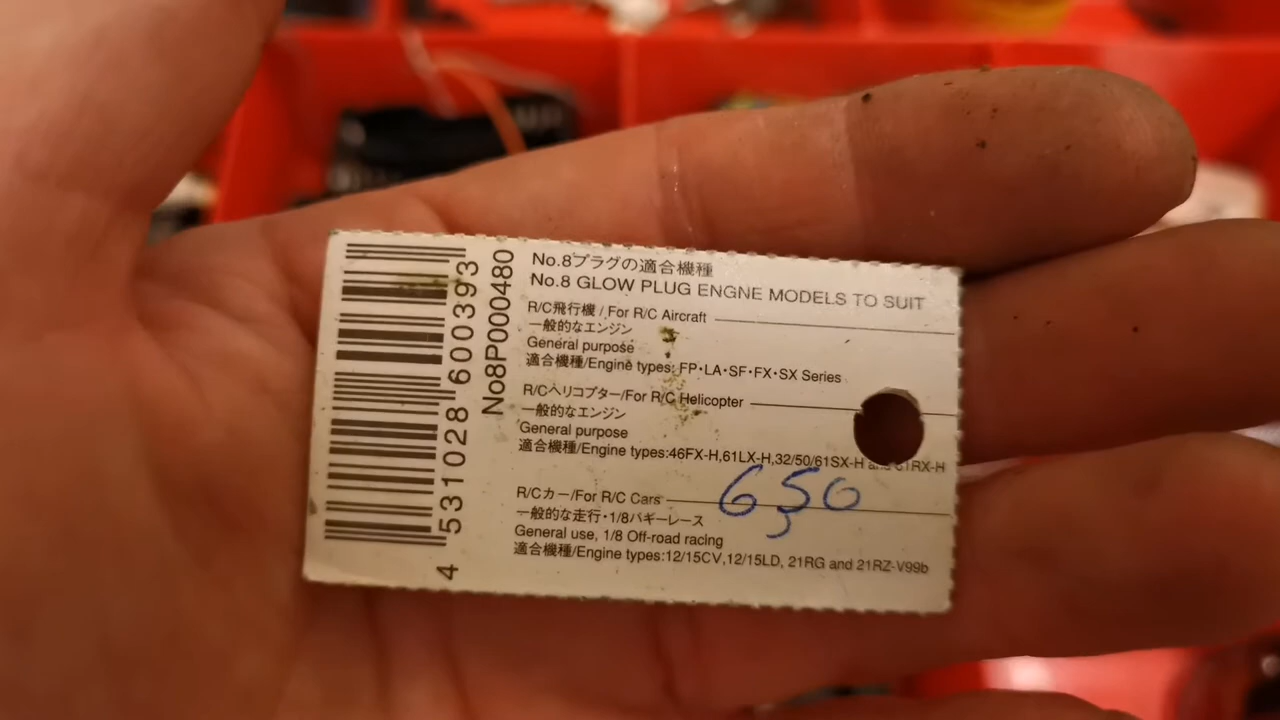 No.8プラグの適合機種
No.8 GLOW PLUG ENGNE MODELS TO SUIT
R/C飛行機 / For R/C Aircraft
一般的なエンジン
General purpose
適合機種/Engine types: FP・LA・SF・FX・SX Series
R/Cヘリコプター/For R/C Helicopter
一般的なエンジン
General purpose
適合機種/Engine types:46FX-H,61LX-H,32/50/61SX-H and 61RX-H
6,50
R/Cカー/For R/C Cars
一般的な走行・1/8バギーレース
General use, 1/8 Off-road racing
適合機種/Engine types:12/15CV,12/15LD, 21RG and 21RZ-V99b
No8P000480
4 531028 600393